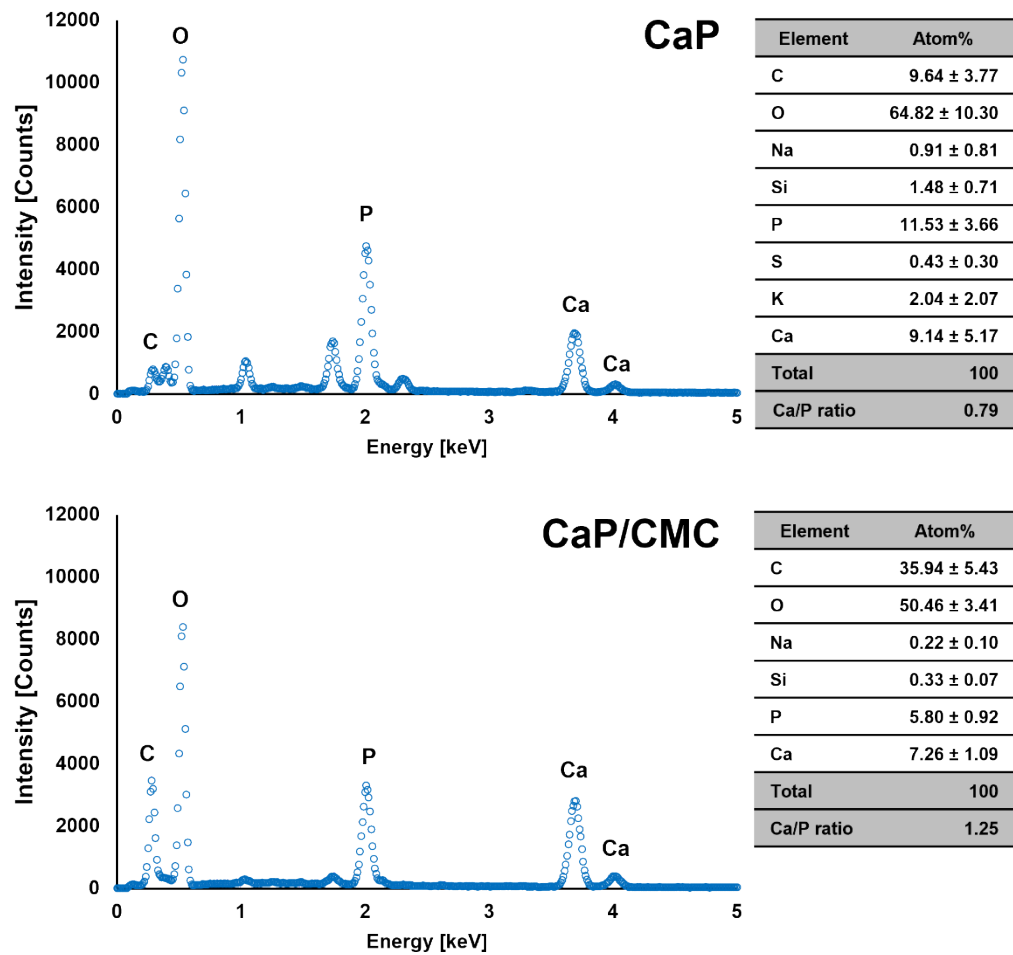 CaP
12000
10000
8000
6000
4000
2000
0
Intensity [Counts]
O
C
P
Ca
Ca
0 1 2 3 4 5
Energy [keV]
Element Atom%
C 9.64 ± 3.77
O 64.82 ± 10.30
Na 0.91 ± 0.81
Si 1.48 ± 0.71
P 11.53 ± 3.66
S 0.43 ± 0.30
K 2.04 ± 2.07
Ca 9.14 ± 5.17
Total 100
Ca/P ratio 0.79
CaP/CMC
12000
10000
8000
6000
4000
2000
0
Intensity [Counts]
O
C
P
Ca
Ca
0 1 2 3 4 5
Energy [keV]
Element Atom%
C 35.94 ± 5.43
O 50.46 ± 3.41
Na 0.22 ± 0.10
Si 0.33 ± 0.07
P 5.80 ± 0.92
Ca 7.26 ± 1.09
Total 100
Ca/P ratio 1.25